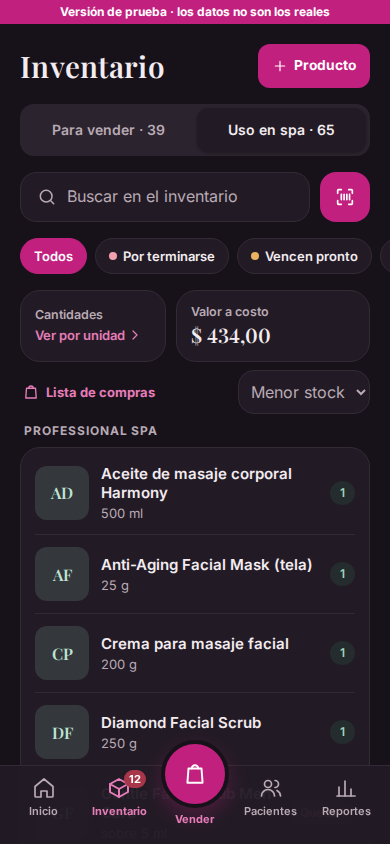 Versión de prueba · los datos no son los reales
Inventario
+ Producto
Para vender · 39
Uso en spa · 65
Buscar en el inventario
Todos
Por terminarse
Vencen pronto
Cantidades
Ver por unidad >
Valor a costo
$ 434,00
Lista de compras
Menor stock
PROFESSIONAL SPA
AD
Aceite de masaje corporal
Harmony
500 ml
1
AF
Anti-Aging Facial Mask (tela)
25 g
1
CP
Crema para masaje facial
200 g
1
DF
Diamond Facial Scrub
250 g
1
12
Inicio
Inventario
Vender
Pacientes
Reportes